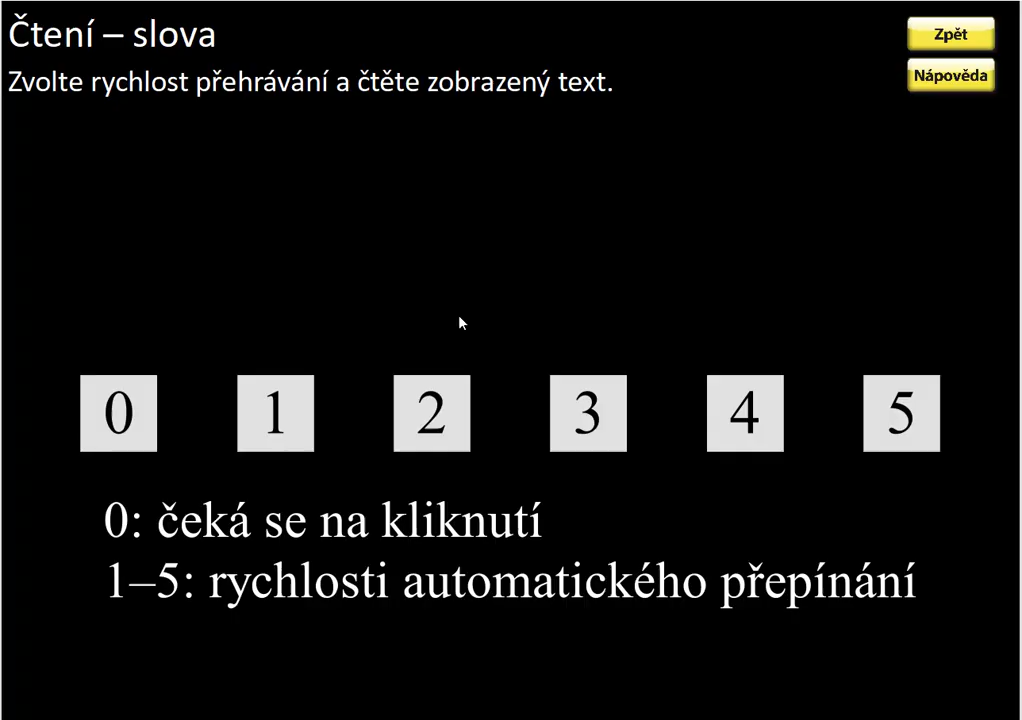 Čtení – slova
Zpět
Zvolte rychlost přehrávání a čtěte zobrazený text.
Nápověda
0 1 2 3 4 5
0: čeká se na kliknutí
1–5: rychlosti automatického přepínání